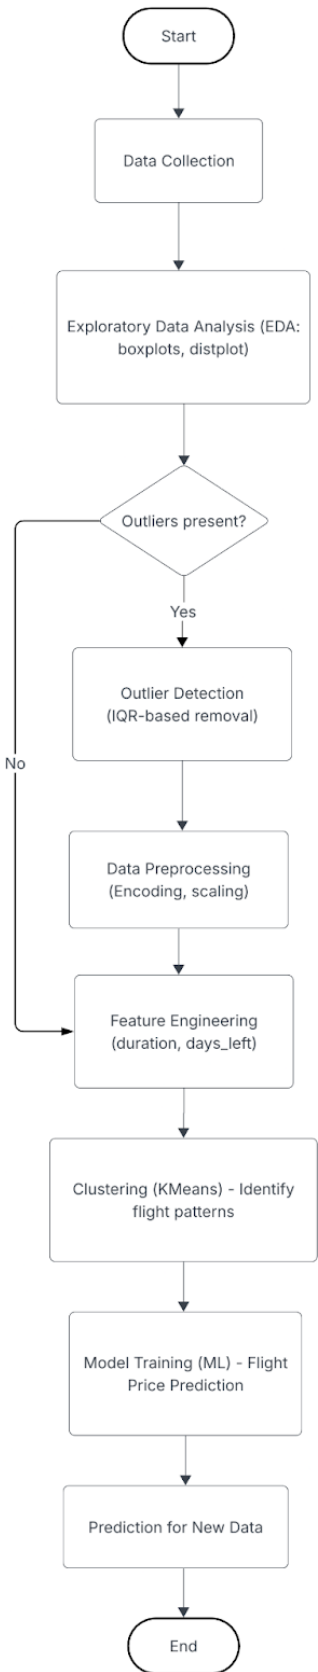 Start
Data Collection
Exploratory Data Analysis (EDA:
boxplots, distplot)
Outliers present?
Yes
Outlier Detection
(IQR-based removal)
No
Data Preprocessing
(Encoding, scaling)
Feature Engineering
(duration, days_left)
Clustering (KMeans) - Identify
flight patterns
Model Training (ML) - Flight
Price Prediction
Prediction for New Data
End